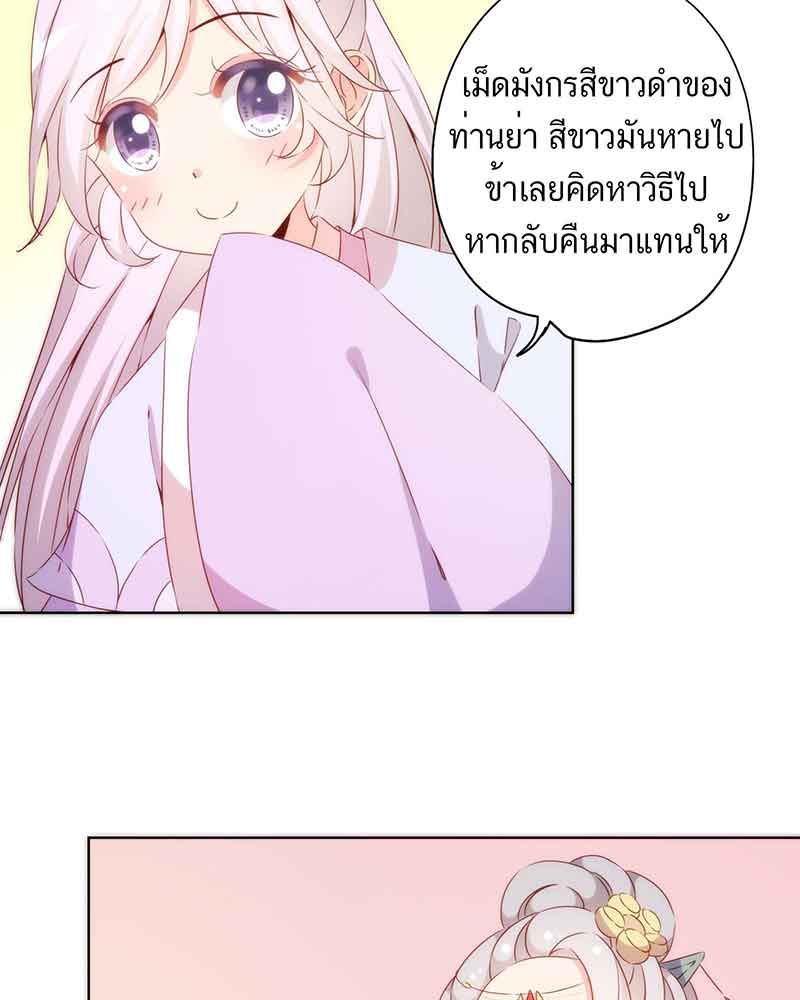 เม็ดมังกรสีขาวดำของ
ท่านย่า สีขาวมันหายไป
ข้าเลยคิดหาวิธีไป
หากลับคืนมาแทนให้